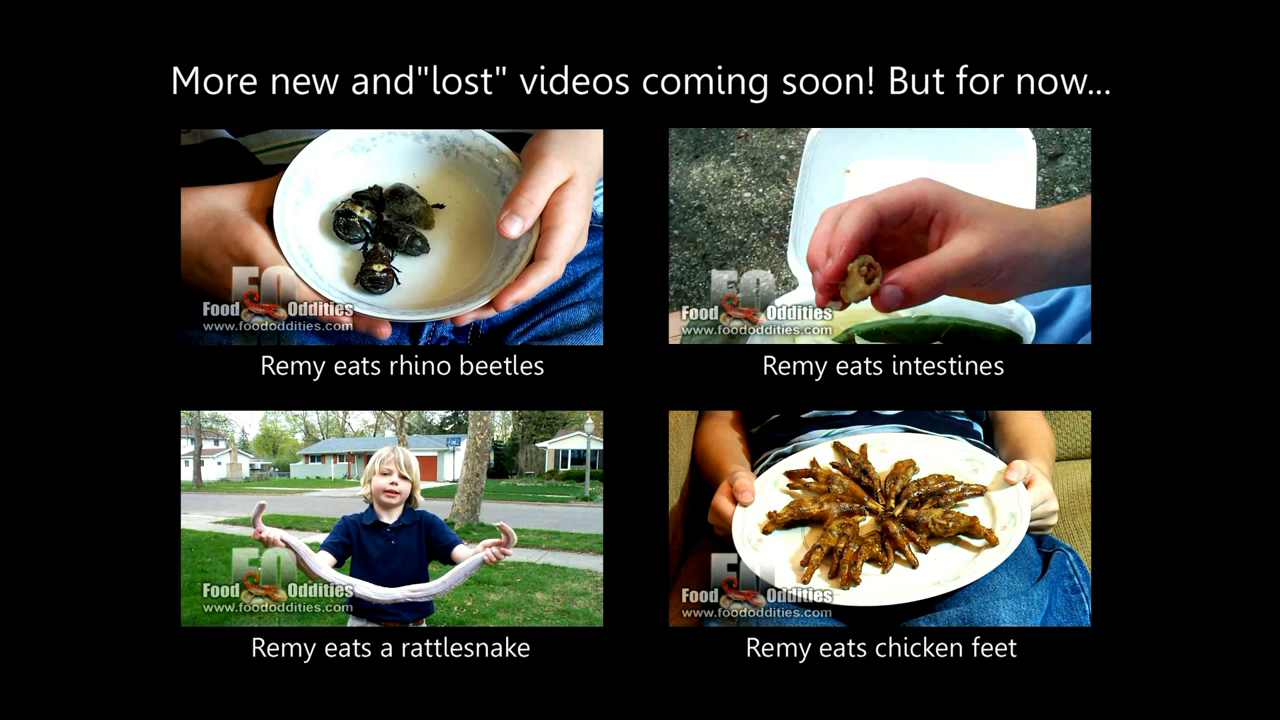 More new and"lost" videos coming soon! But for now...
FO
Food Oddities
www.foododdities.com
FO
Food Oddities
www.foododdities.com
Remy eats rhino beetles
Remy eats intestines
FO
Food Oddities
www.foododdities.com
FO
Food Oddities
www.foododdities.com
Remy eats a rattlesnake
Remy eats chicken feet